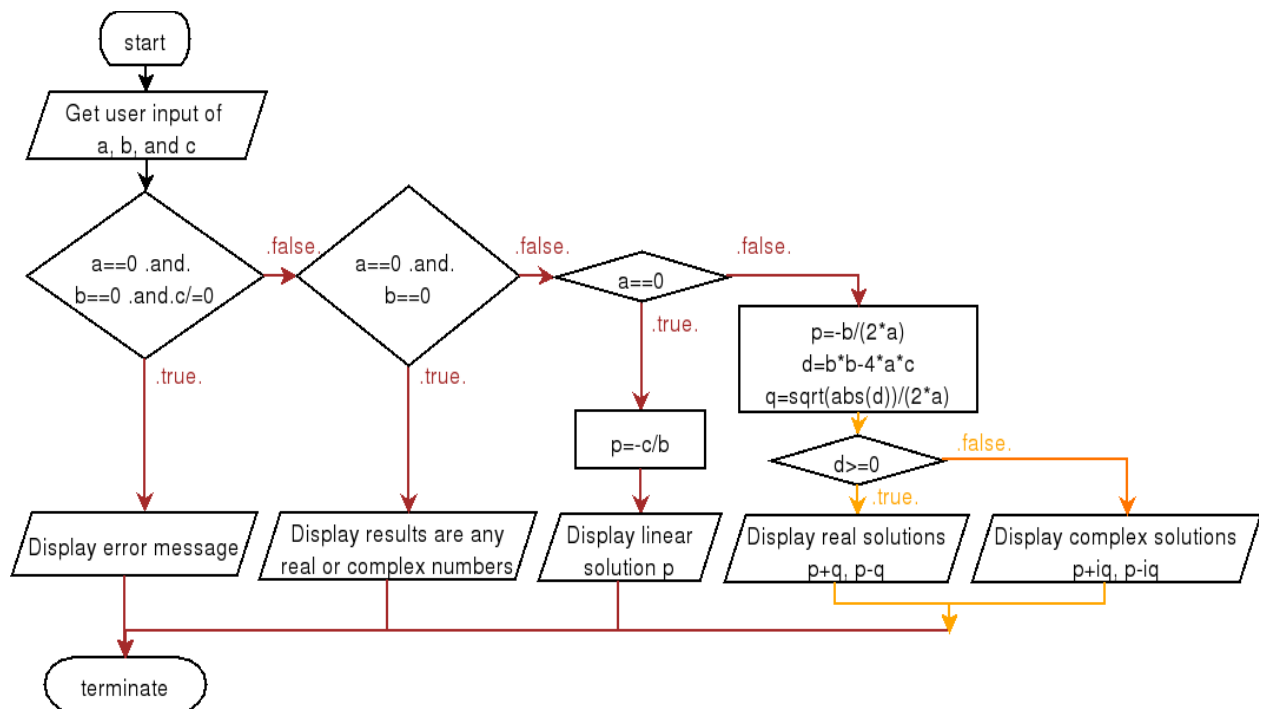 start
Get user input of
a, b, and c
a==0 .and.
b==0 .and.c/=0
.false.
.true.
a==0 .and.
b==0
.false.
.true.
a==0
.false.
.true.
p=-b/(2*a)
d=b*b-4*a*c
q=sqrt(abs(d))/(2*a)
p=-c/b
d>=0
.false.
.true.
Display error message
Display results are any
real or complex numbers
Display linear
solution p
Display real solutions
p+q, p-q
Display complex solutions
p+iq, p-iq
terminate